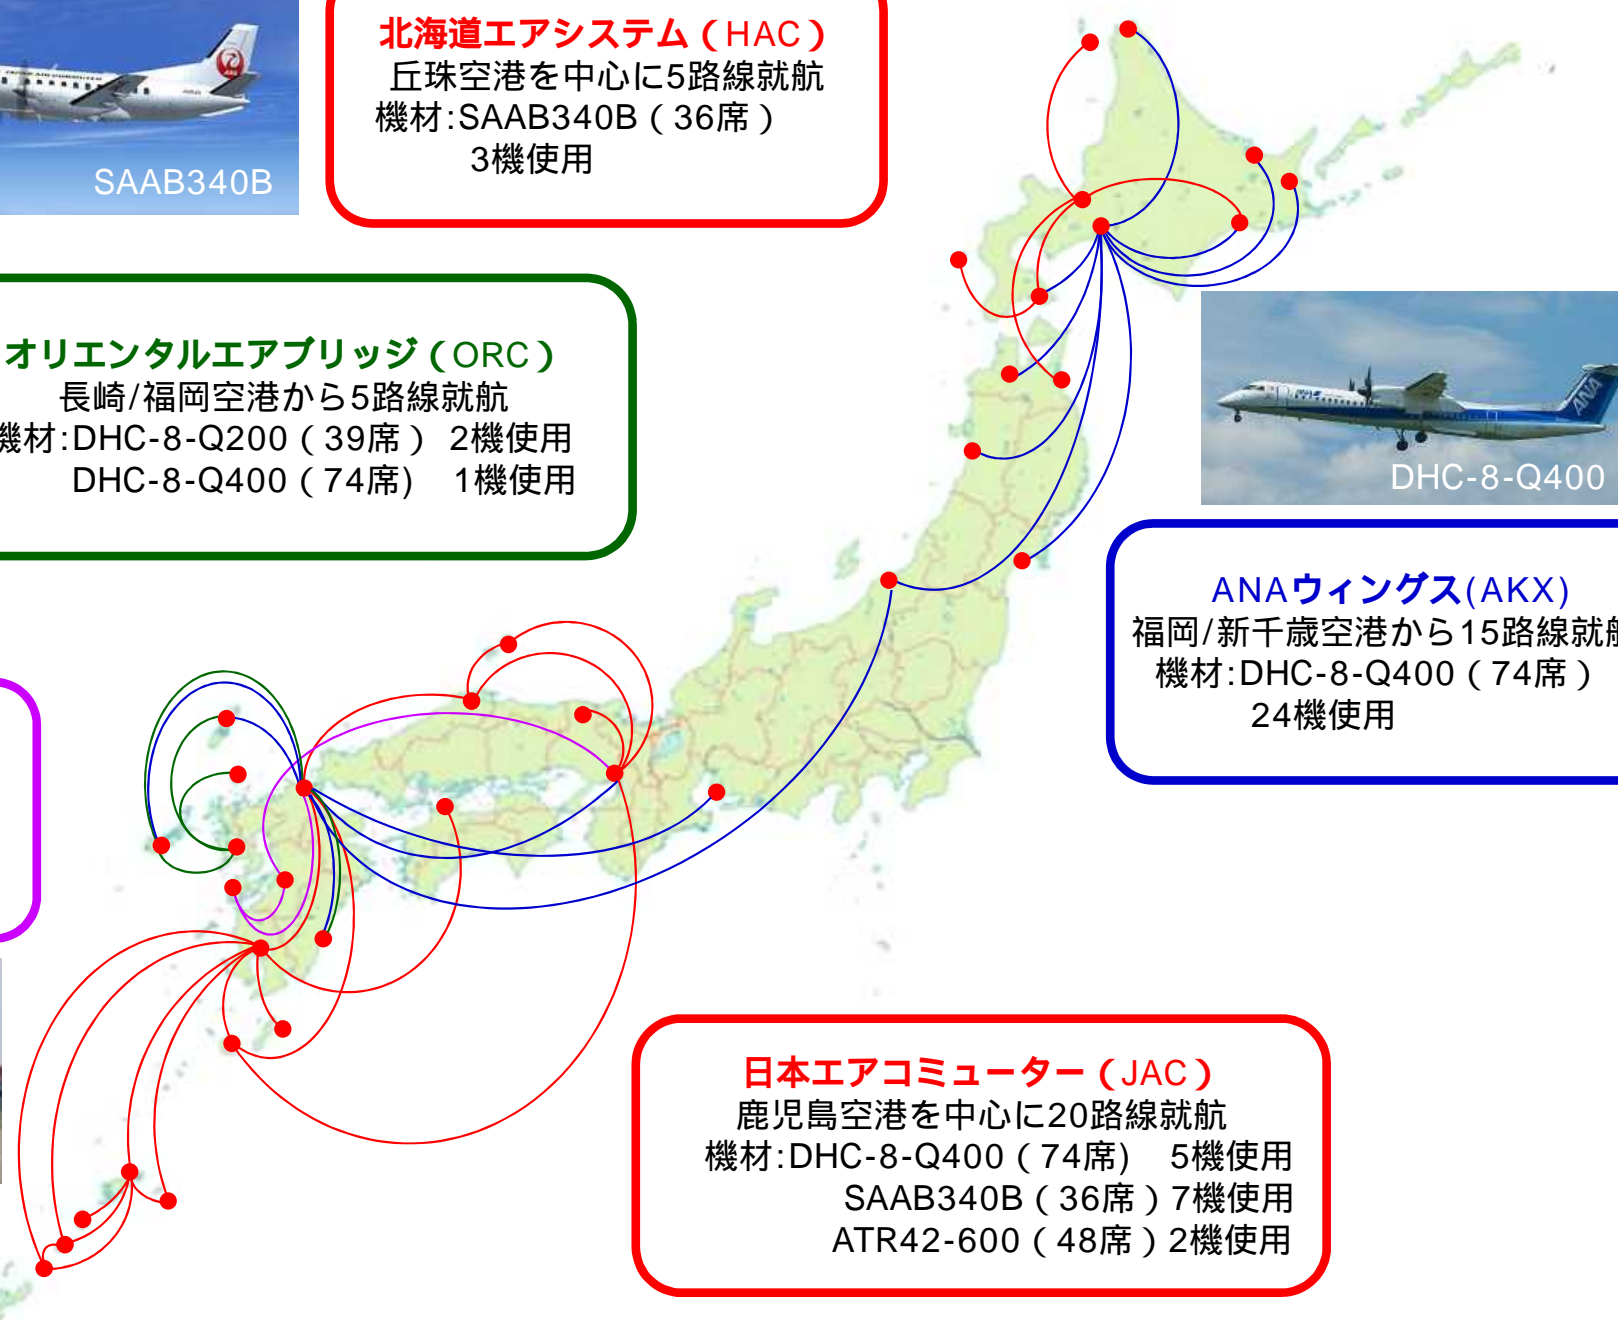 SAAB340B
北海道エアシステム（HAC）
丘珠空港を中心に5路線就航
機材:SAAB340B（36席）
3機使用
オリエンタルエアブリッジ（ORC）
長崎/福岡空港から5路線就航
機材:DHC-8-Q200（39席） 2機使用
DHC-8-Q400（74席） 1機使用
ANA
DHC-8-Q400
ANAウィングス(AKX)
福岡/新千歳空港から15路線就航
機材:DHC-8-Q400（74席）
24機使用
日本エアコミューター（JAC）
鹿児島空港を中心に20路線就航
機材:DHC-8-Q400（74席） 5機使用
SAAB340B（36席）7機使用
ATR42-600（48席）2機使用